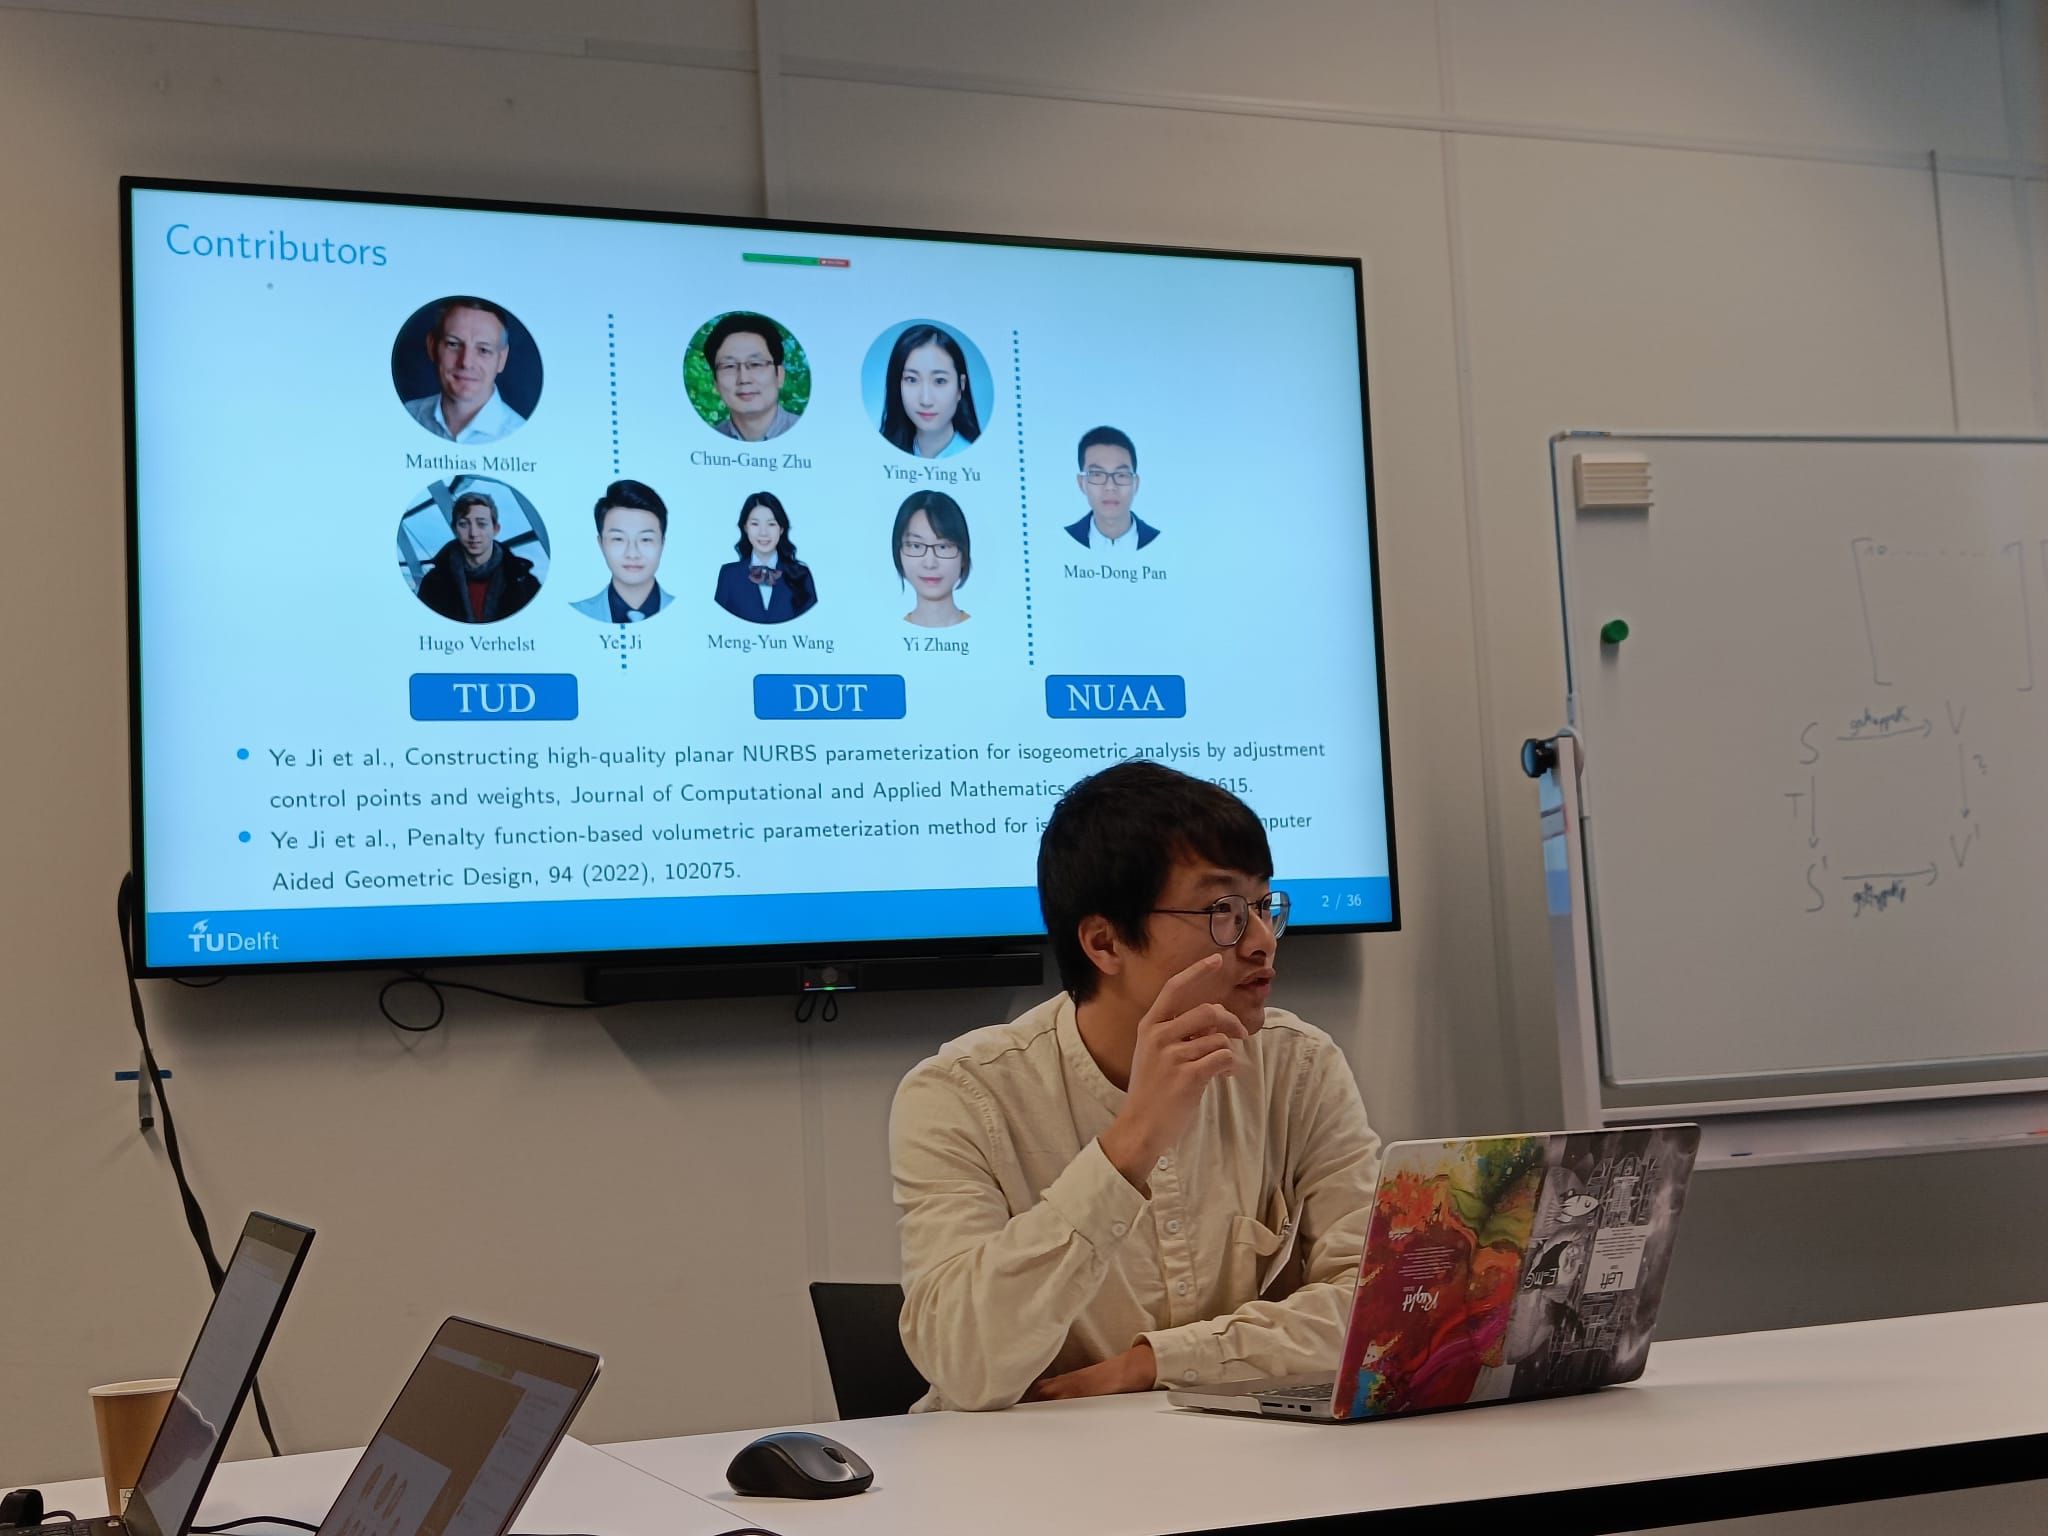 Contributors
Matthias Möller
Chun-Gang Zhu
Ying-Ying Yu
Mao-Dong Pan
Hugo Verhelst
Ye Ji
Meng-Yun Wang
Yi Zhang
TUD
DUT
NUAA
Ye Ji et al., Constructing high-quality planar NURBS parameterization for isogeometric analysis by adjustment
control points and weights, Journal of Computational and Applied Mathematics
615.
Ye Ji et al., Penalty function-based volumetric parameterization method for
Aided Geometric Design, 94 (2022), 102075.
2 / 36
TUDelft
S
V
T
?
S'
V'
Right
Left